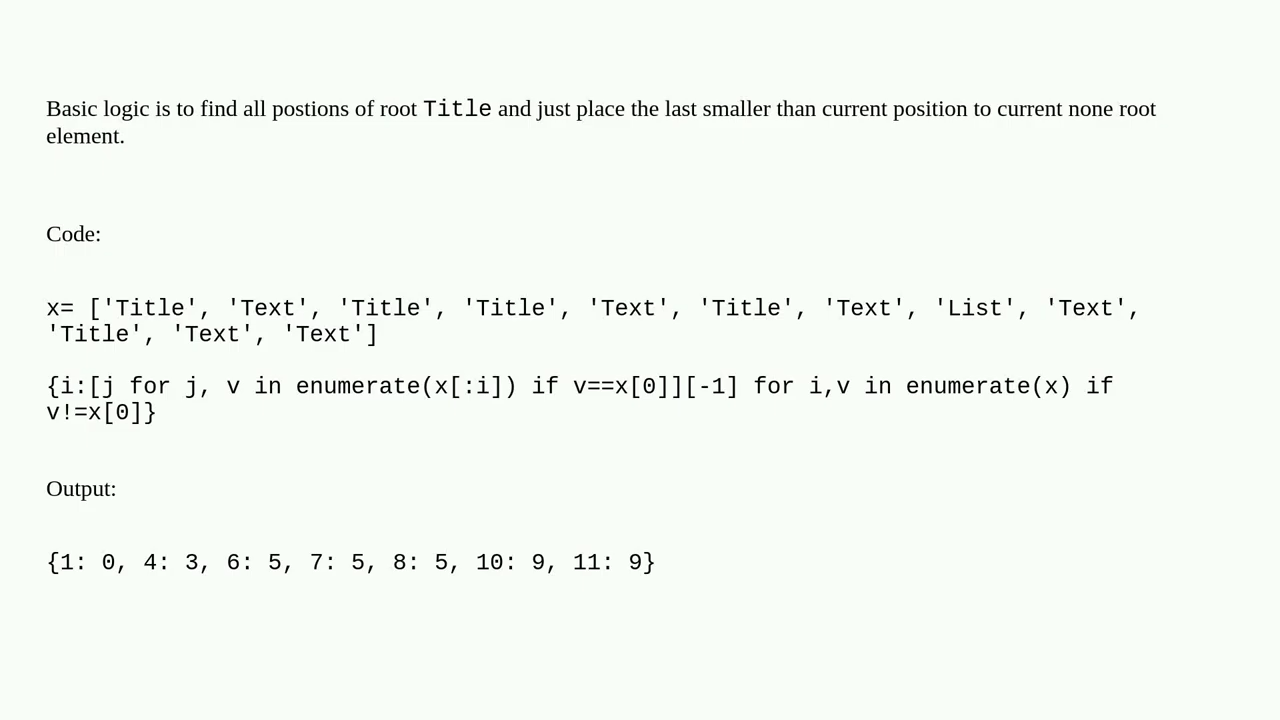 Basic logic is to find all postions of root Title and just place the last smaller than current position to current none root
element.
Code:
x= ['Title', 'Text', 'Title', 'Title', 'Text', 'Title', 'Text', 'List', 'Text',
'Title', 'Text', 'Text']
{i:[j for j, v in enumerate(x[:i]) if v==x[0]][-1] for i,v in enumerate(x) if
v!=x[0]}
Output:
{1: 0, 4: 3, 6: 5, 7: 5, 8: 5, 10: 9, 11: 9}